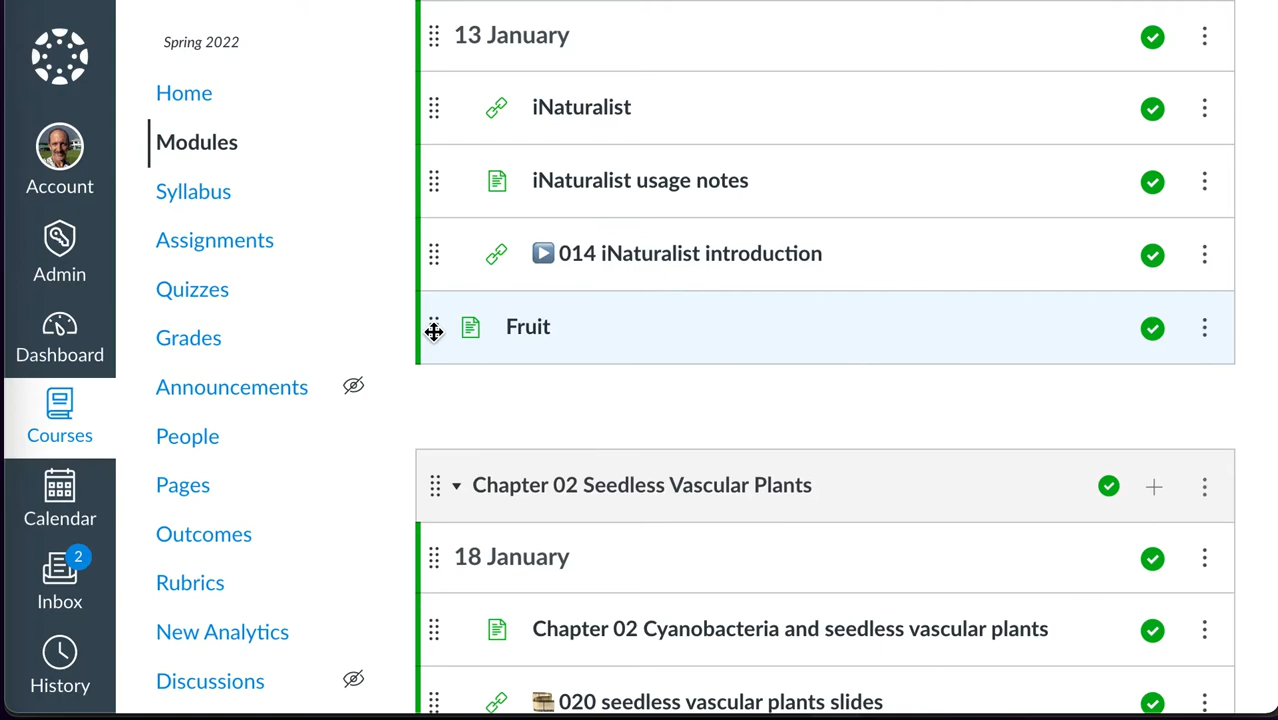 Account
Admin
Dashboard
Courses
Calendar
2
Inbox
History
Spring 2022
Home
Modules
Syllabus
Assignments
Quizzes
Grades
Announcements
People
Pages
Outcomes
Rubrics
New Analytics
Discussions
13 January
iNaturalist
iNaturalist usage notes
014 iNaturalist introduction
Fruit
Chapter 02 Seedless Vascular Plants
18 January
Chapter 02 Cyanobacteria and seedless vascular plants
020 seedless vascular plants slides